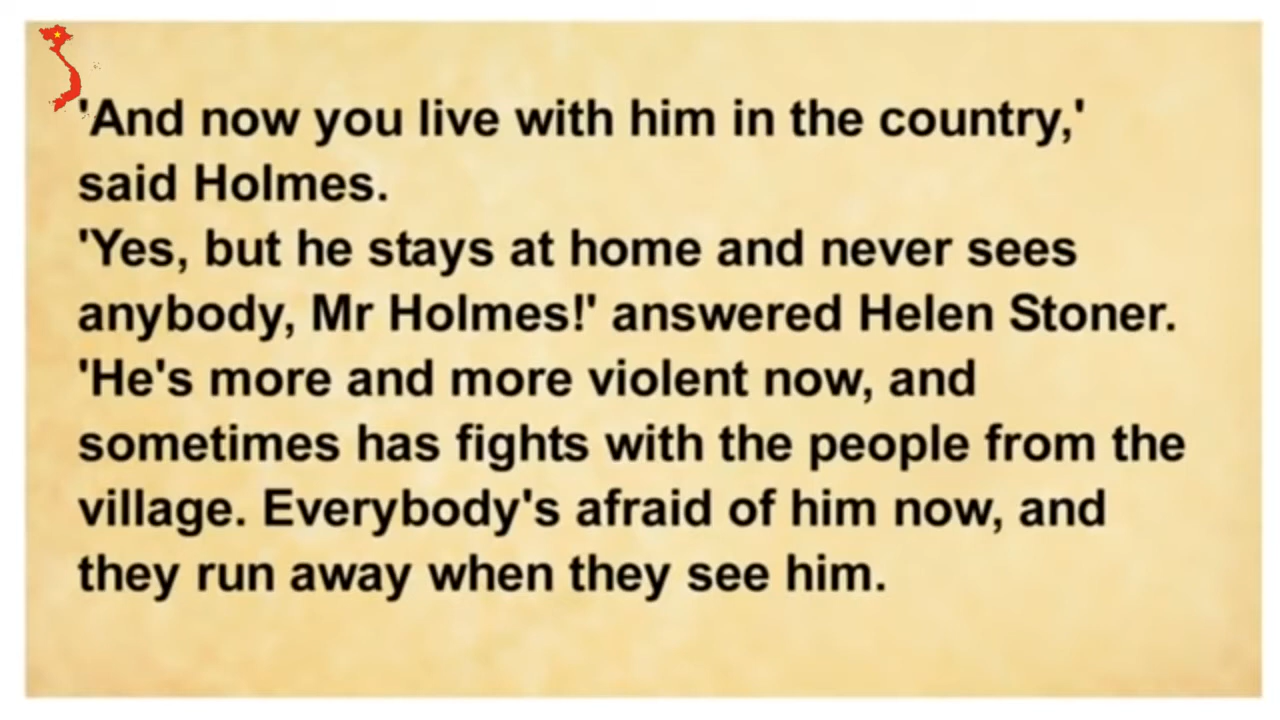 'And now you live with him in the country,'
said Holmes.
'Yes, but he stays at home and never sees
anybody, Mr Holmes!' answered Helen Stoner.
'He's more and more violent now, and
sometimes has fights with the people from the
village. Everybody's afraid of him now, and
they run away when they see him.